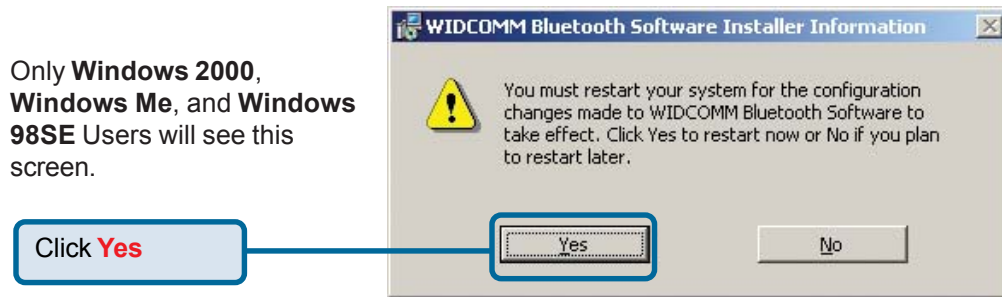 Only Windows 2000,
Windows Me, and Windows
98SE Users will see this
screen.
Click Yes
WIDCOMM Bluetooth Software Installer Information
You must restart your system for the configuration
changes made to WIDCOMM Bluetooth Software to
take effect. Click Yes to restart now or No if you plan
to restart later.
Yes
No